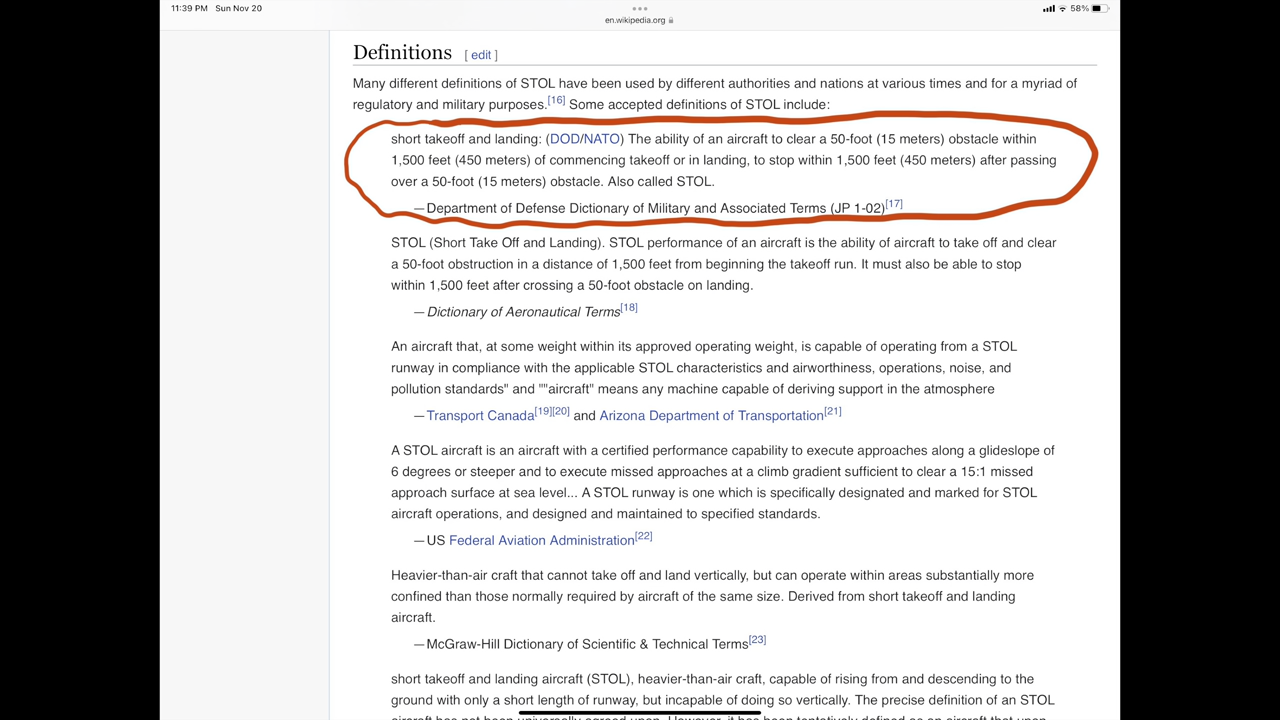 11:39 PM Sun Nov 20
58%
en.wikipedia.org
Definitions [ edit ]
Many different definitions of STOL have been used by different authorities and nations at various times and for a myriad of
regulatory and military purposes.[16] Some accepted definitions of STOL include:
short takeoff and landing: (DOD/NATO) The ability of an aircraft to clear a 50-foot (15 meters) obstacle within
1,500 feet (450 meters) of commencing takeoff or in landing, to stop within 1,500 feet (450 meters) after passing
over a 50-foot (15 meters) obstacle. Also called STOL.
— Department of Defense Dictionary of Military and Associated Terms (JP 1-02)[17]
STOL (Short Take Off and Landing). STOL performance of an aircraft is the ability of aircraft to take off and clear
a 50-foot obstruction in a distance of 1,500 feet from beginning the takeoff run. It must also be able to stop
within 1,500 feet after crossing a 50-foot obstacle on landing.
— Dictionary of Aeronautical Terms[18]
An aircraft that, at some weight within its approved operating weight, is capable of operating from a STOL
runway in compliance with the applicable STOL characteristics and airworthiness, operations, noise, and
pollution standards" and ""aircraft" means any machine capable of deriving support in the atmosphere
— Transport Canada[19][20] and Arizona Department of Transportation[21]
A STOL aircraft is an aircraft with a certified performance capability to execute approaches along a glideslope of
6 degrees or steeper and to execute missed approaches at a climb gradient sufficient to clear a 15:1 missed
approach surface at sea level... A STOL runway is one which is specifically designated and marked for STOL
aircraft operations, and designed and maintained to specified standards.
— US Federal Aviation Administration[22]
Heavier-than-air craft that cannot take off and land vertically, but can operate within areas substantially more
confined than those normally required by aircraft of the same size. Derived from short takeoff and landing
aircraft.
— McGraw-Hill Dictionary of Scientific & Technical Terms[23]
short takeoff and landing aircraft (STOL), heavier-than-air craft, capable of rising from and descending to the
ground with only a short length of runway, but incapable of doing so vertically. The precise definition of an STOL